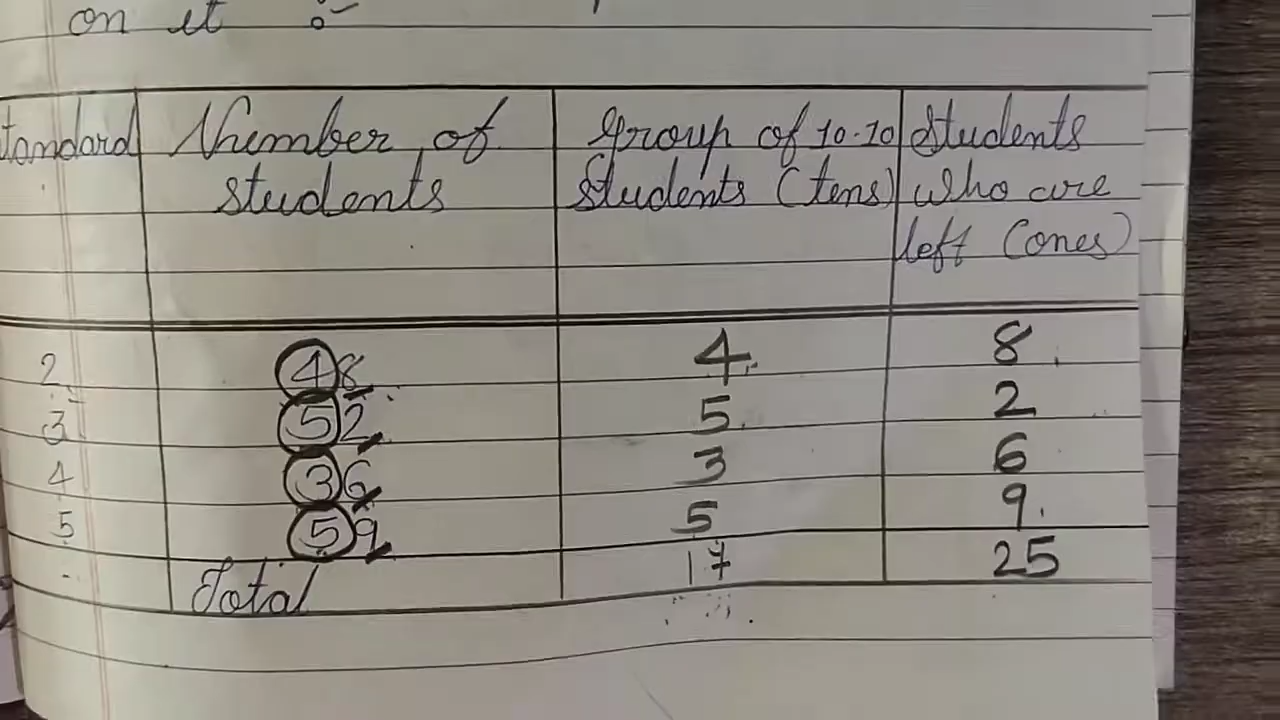 on it :-
tandard Number of students Group of 10-10 Students (tens) Students who are left (ones)
2 48 4 8
3 52 5 2
4 36 3 6
5 59 5 9
Total 17 25